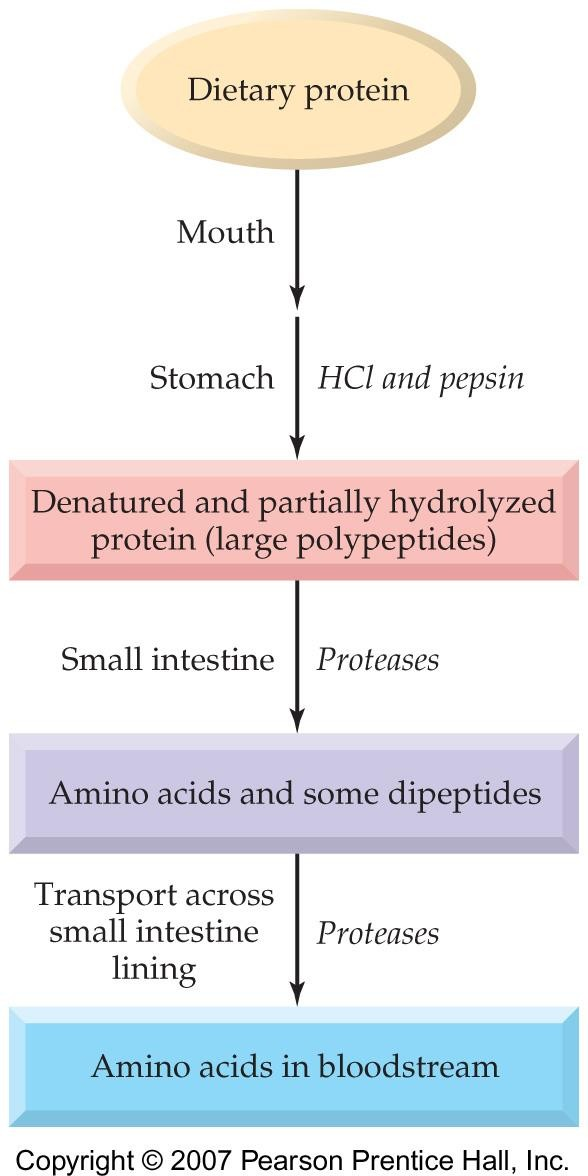 Dietary protein
Mouth
Stomach HCl and pepsin
Denatured and partially hydrolyzed
protein (large polypeptides)
Small intestine Proteases
Amino acids and some dipeptides
Transport across
small intestine
lining
Proteases
Amino acids in bloodstream
Copyright © 2007 Pearson Prentice Hall, Inc.